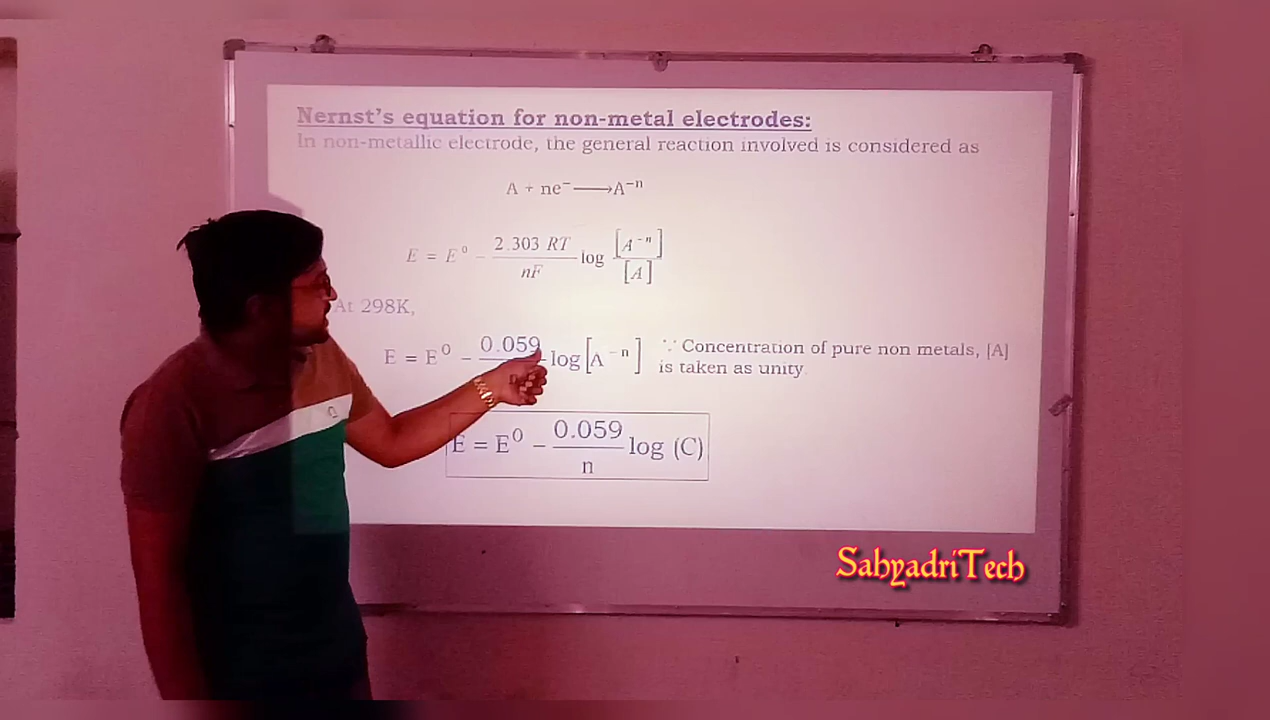 Nernst's equation for non-metal electrodes:
In non-metallic electrode, the general reaction involved is considered as
A + ne⁻ ⟶ A⁻ⁿ
E = E⁰ − 2.303 RT / nF log [A⁻ⁿ] / [A]
At 298K,
E = E⁰ − 0.059 / log [A⁻ⁿ] ∵ Concentration of pure non metals, [A]
is taken as unity
E = E⁰ − 0.059 / n log (C)
SahyadriTech